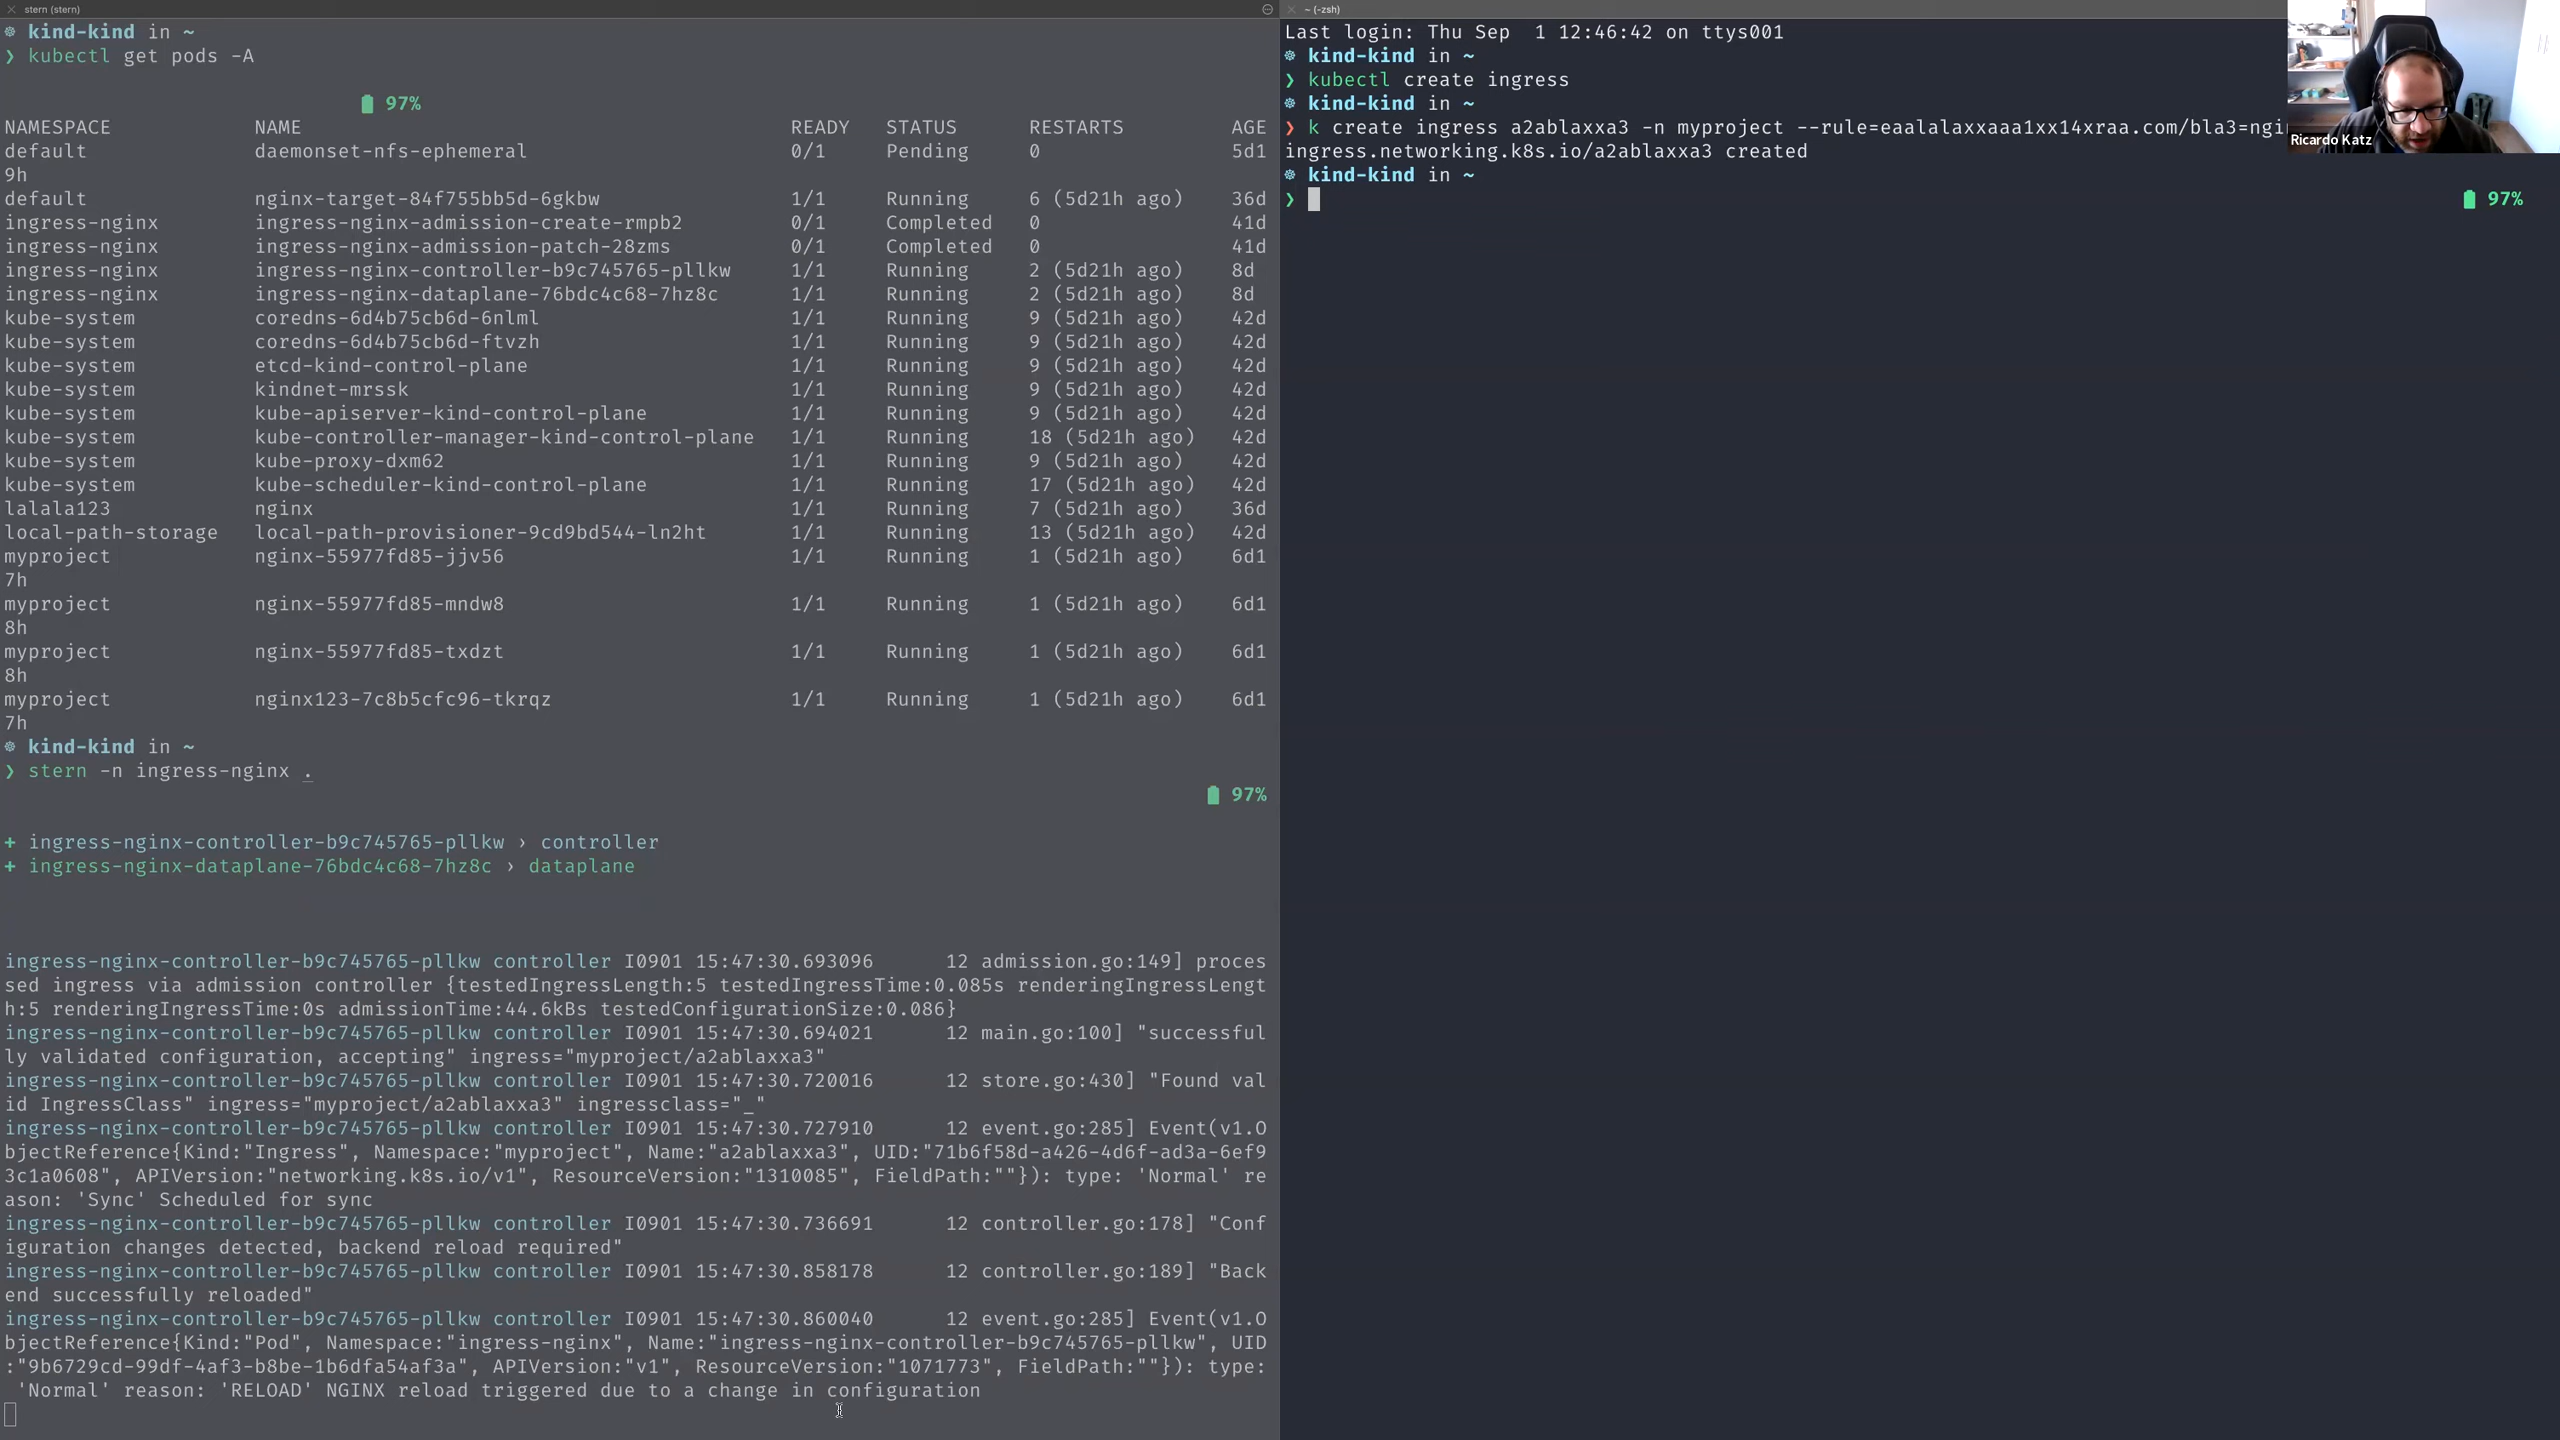 stern (stern)
kind-kind in ~
❯ kubectl get pods -A
97%
NAMESPACE NAME READY STATUS RESTARTS AGE
default daemonset-nfs-ephemeral 0/1 Pending 0 5d1
9h
default nginx-target-84f755bb5d-6gkbw 1/1 Running 6 (5d21h ago) 36d
ingress-nginx ingress-nginx-admission-create-rmpb2 0/1 Completed 0 41d
ingress-nginx ingress-nginx-admission-patch-28zms 0/1 Completed 0 41d
ingress-nginx ingress-nginx-controller-b9c745765-pllkw 1/1 Running 2 (5d21h ago) 8d
ingress-nginx ingress-nginx-dataplane-76bdc4c68-7hz8c 1/1 Running 2 (5d21h ago) 8d
kube-system coredns-6d4b75cb6d-6nlml 1/1 Running 9 (5d21h ago) 42d
kube-system coredns-6d4b75cb6d-ftvzh 1/1 Running 9 (5d21h ago) 42d
kube-system etcd-kind-control-plane 1/1 Running 9 (5d21h ago) 42d
kube-system kindnet-mrssk 1/1 Running 9 (5d21h ago) 42d
kube-system kube-apiserver-kind-control-plane 1/1 Running 9 (5d21h ago) 42d
kube-system kube-controller-manager-kind-control-plane 1/1 Running 18 (5d21h ago) 42d
kube-system kube-proxy-dxm62 1/1 Running 9 (5d21h ago) 42d
kube-system kube-scheduler-kind-control-plane 1/1 Running 17 (5d21h ago) 42d
lalala123 nginx 1/1 Running 7 (5d21h ago) 36d
local-path-storage local-path-provisioner-9cd9bd544-ln2ht 1/1 Running 13 (5d21h ago) 42d
myproject nginx-55977fd85-jjv56 1/1 Running 1 (5d21h ago) 6d1
7h
myproject nginx-55977fd85-mndw8 1/1 Running 1 (5d21h ago) 6d1
8h
myproject nginx-55977fd85-txdzt 1/1 Running 1 (5d21h ago) 6d1
8h
myproject nginx123-7c8b5cfc96-tkrqz 1/1 Running 1 (5d21h ago) 6d1
7h
kind-kind in ~
❯ stern -n ingress-nginx .
97%
+ ingress-nginx-controller-b9c745765-pllkw › controller
+ ingress-nginx-dataplane-76bdc4c68-7hz8c › dataplane
ingress-nginx-controller-b9c745765-pllkw controller I0901 15:47:30.693096 12 admission.go:149] proces
sed ingress via admission controller {testedIngressLength:5 testedIngressTime:0.085s renderingIngressLengt
h:5 renderingIngressTime:0s admissionTime:44.6kBs testedConfigurationSize:0.086}
ingress-nginx-controller-b9c745765-pllkw controller I0901 15:47:30.694021 12 main.go:100] "successful
ly validated configuration, accepting" ingress="myproject/a2ablaxxa3"
ingress-nginx-controller-b9c745765-pllkw controller I0901 15:47:30.720016 12 store.go:430] "Found val
id IngressClass" ingress="myproject/a2ablaxxa3" ingressclass="_"
ingress-nginx-controller-b9c745765-pllkw controller I0901 15:47:30.727910 12 event.go:285] Event(v1.O
bjectReference{Kind:"Ingress", Namespace:"myproject", Name:"a2ablaxxa3", UID:"71b6f58d-a426-4d6f-ad3a-6ef9
3c1a0608", APIVersion:"networking.k8s.io/v1", ResourceVersion:"1310085", FieldPath:""}): type: 'Normal' re
ason: 'Sync' Scheduled for sync
ingress-nginx-controller-b9c745765-pllkw controller I0901 15:47:30.736691 12 controller.go:178] "Conf
iguration changes detected, backend reload required"
ingress-nginx-controller-b9c745765-pllkw controller I0901 15:47:30.858178 12 controller.go:189] "Back
end successfully reloaded"
ingress-nginx-controller-b9c745765-pllkw controller I0901 15:47:30.860040 12 event.go:285] Event(v1.O
bjectReference{Kind:"Pod", Namespace:"ingress-nginx", Name:"ingress-nginx-controller-b9c745765-pllkw", UID
:"9b6729cd-99df-4af3-b8be-1b6dfa54af3a", APIVersion:"v1", ResourceVersion:"1071773", FieldPath:""}): type:
'Normal' reason: 'RELOAD' NGINX reload triggered due to a change in configuration
~ (-zsh)
Last login: Thu Sep 1 12:46:42 on ttys001
kind-kind in ~
❯ kubectl create ingress
kind-kind in ~
❯ k create ingress a2ablaxxa3 -n myproject --rule=eaalalaxxaaa1xx14xraa.com/bla3=ngi
ingress.networking.k8s.io/a2ablaxxa3 created
kind-kind in ~
❯
97%
Ricardo Katz